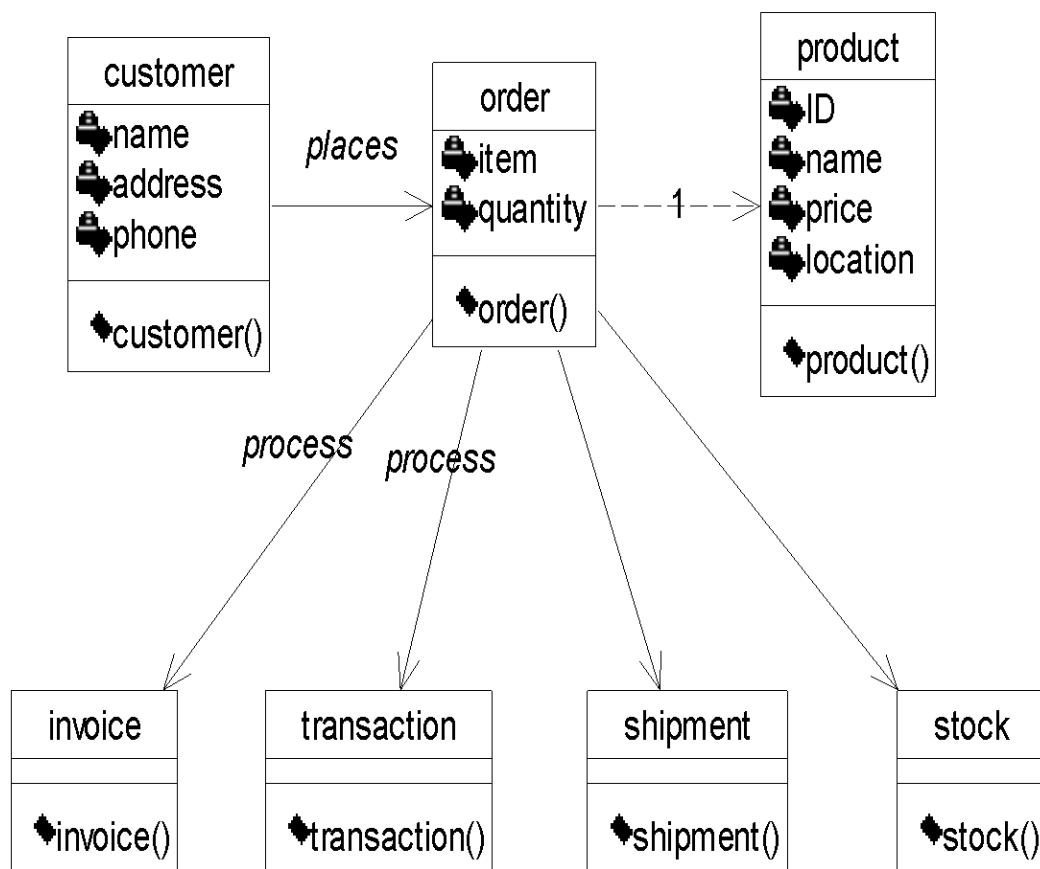 customer
name
address
phone
customer()
places
order
item
quantity
order()
1
product
ID
name
price
location
product()
process
process
invoice
invoice()
transaction
transaction()
shipment
shipment()
stock
stock()